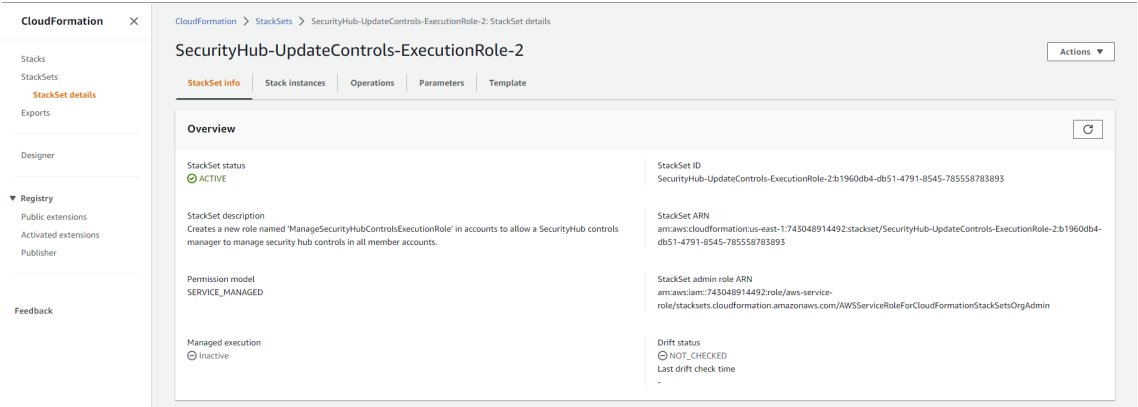 CloudFormation
Stacks
StackSets
StackSet details
Exports
Designer
Registry
Public extensions
Activated extensions
Publisher
Feedback
CloudFormation > StackSets > SecurityHub-UpdateControls-ExecutionRole-2: StackSet details
SecurityHub-UpdateControls-ExecutionRole-2
Actions
StackSet info Stack instances Operations Parameters Template
Overview
StackSet status
ACTIVE
StackSet ID
SecurityHub-UpdateControls-ExecutionRole-2:b1960db4-db51-4791-8545-785558783893
StackSet description
Creates a new role named 'ManageSecurityHubControlsExecutionRole' in accounts to allow a SecurityHub controls
manager to manage security hub controls in all member accounts.
StackSet ARN
arn:aws:cloudformation:us-east-1:743048914492:stackset/SecurityHub-UpdateControls-ExecutionRole-2:b1960db4-
db51-4791-8545-785558783893
Permission model
SERVICE_MANAGED
StackSet admin role ARN
arn:aws:iam::743048914492:role/aws-service-
role/stacksets.cloudformation.amazonaws.com/AWSServiceRoleForCloudFormationStackSetsOrgAdmin
Managed execution
Inactive
Drift status
NOT_CHECKED
Last drift check time
-